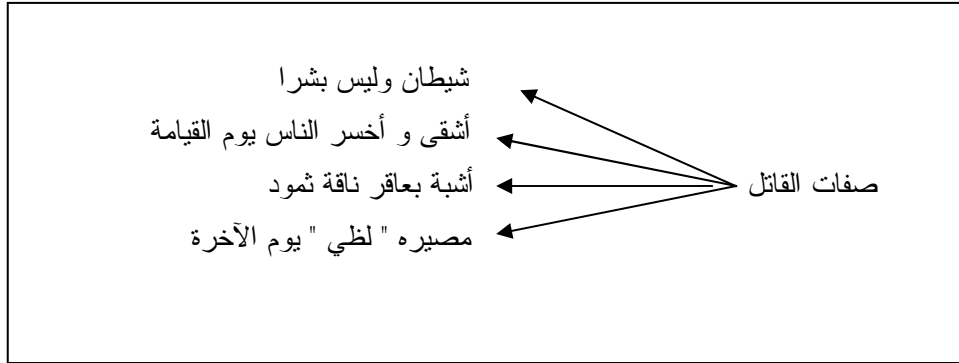 صفات القاتل
شيطان وليس بشرا
أشقى و أخسر الناس يوم القيامة
أشبة بعاقر ناقة ثمود
مصيره " لظي " يوم الآخرة